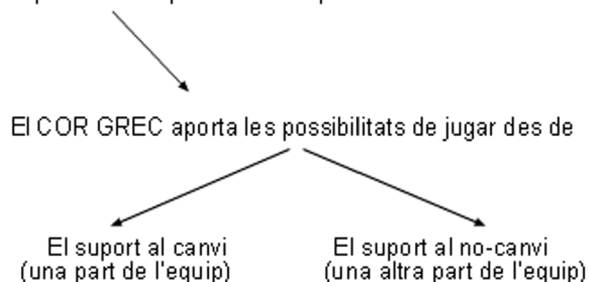 El COR GREC aporta les possibilitats de jugar des de
El suport al canvi
(una part de l'equip)
El suport al no-canvi
(una altra part de l'equip)